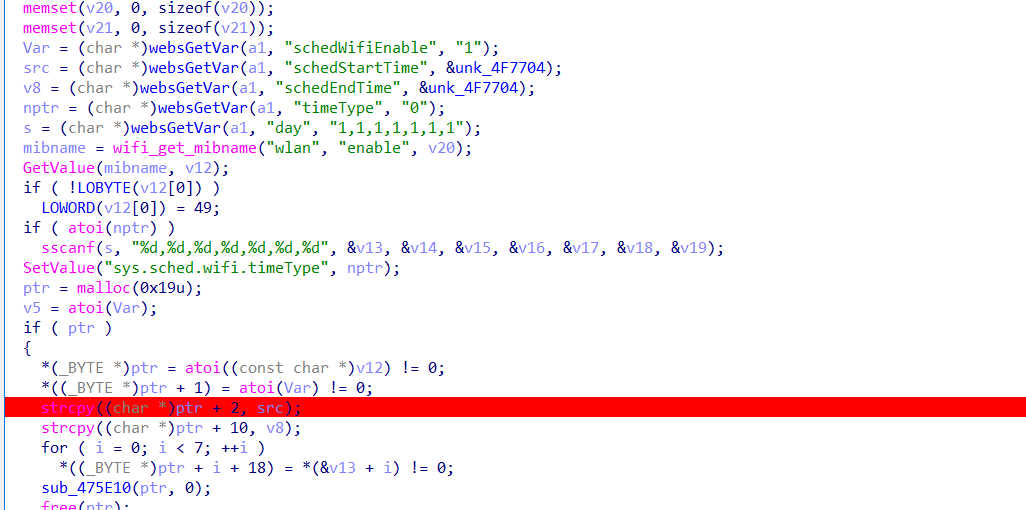 memset(v20, 0, sizeof(v20));
memset(v21, 0, sizeof(v21));
Var = (char *)websGetVar(a1, "schedWifiEnable", "1");
src = (char *)websGetVar(a1, "schedStartTime", &unk_4F7704);
v8 = (char *)websGetVar(a1, "schedEndTime", &unk_4F7704);
nptr = (char *)websGetVar(a1, "timeType", "0");
s = (char *)websGetVar(a1, "day", "1,1,1,1,1,1,1");
mibname = wifi_get_mibname("wlan", "enable", v20);
GetValue(mibname, v12);
if ( !LOBYTE(v12[0]) )
LOWORD(v12[0]) = 49;
if ( atoi(nptr) )
sscanf(s, "%d,%d,%d,%d,%d,%d,%d", &v13, &v14, &v15, &v16, &v17, &v18, &v19);
SetValue("sys.sched.wifi.timeType", nptr);
ptr = malloc(0x19u);
v5 = atoi(Var);
if ( ptr )
{
*(_BYTE *)ptr = atoi((const char *)v12) != 0;
*((_BYTE *)ptr + 1) = atoi(Var) != 0;
strcpy((char *)ptr + 2, src);
strcpy((char *)ptr + 10, v8);
for ( i = 0; i < 7; ++i )
*((_BYTE *)ptr + i + 18) = *(&v13 + i) != 0;
sub_475E10(ptr, 0);
free(ptr);